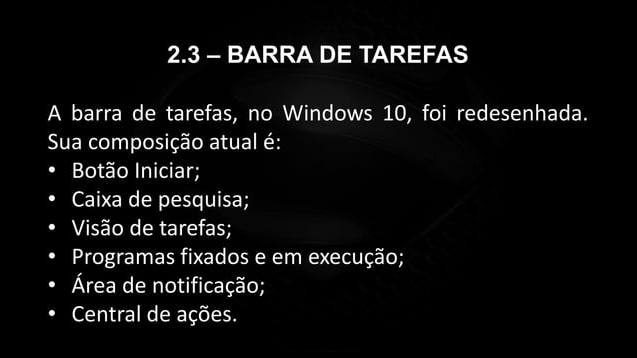 2.3 – BARRA DE TAREFAS
A barra de tarefas, no Windows 10, foi redesenhada.
Sua composição atual é:
• Botão Iniciar;
• Caixa de pesquisa;
• Visão de tarefas;
• Programas fixados e em execução;
• Área de notificação;
• Central de ações.